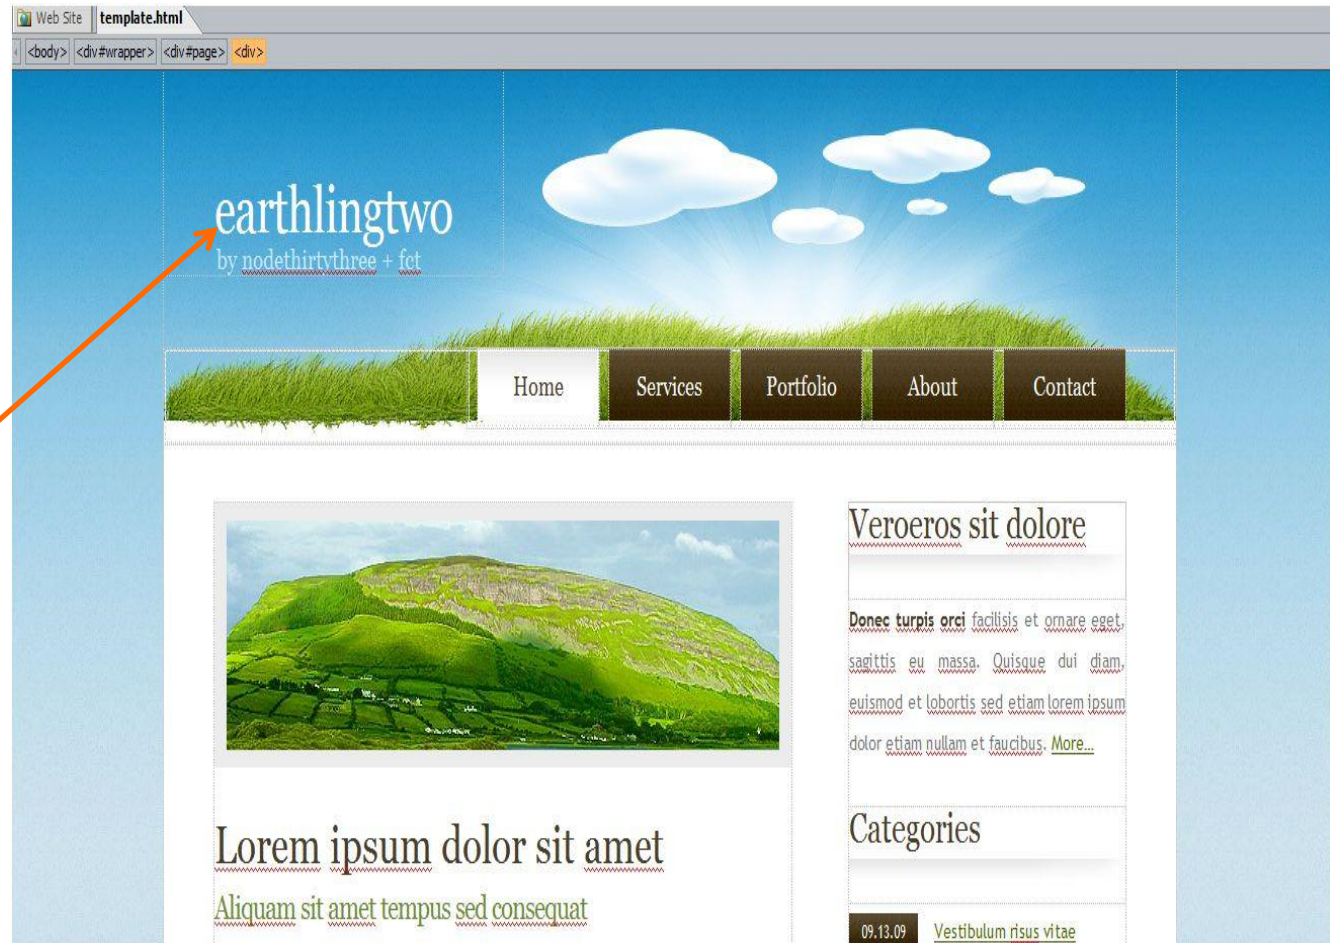 Web Site template.html
<body> <div#wrapper> <div#page> <div>
earthlingtwo
by nodethirtythree + fct
Home Services Portfolio About Contact
Veroeros sit dolore
Donec turpis orci facilisis et ornare eget,
sagittis eu massa. Quisque dui diam,
euismod et lobortis sed etiam lorem ipsum
dolor etiam nullam et faucibus. More...
Lorem ipsum dolor sit amet
Aliquam sit amet tempus sed consequat
Categories
09.13.09 Vestibulum risus vitae